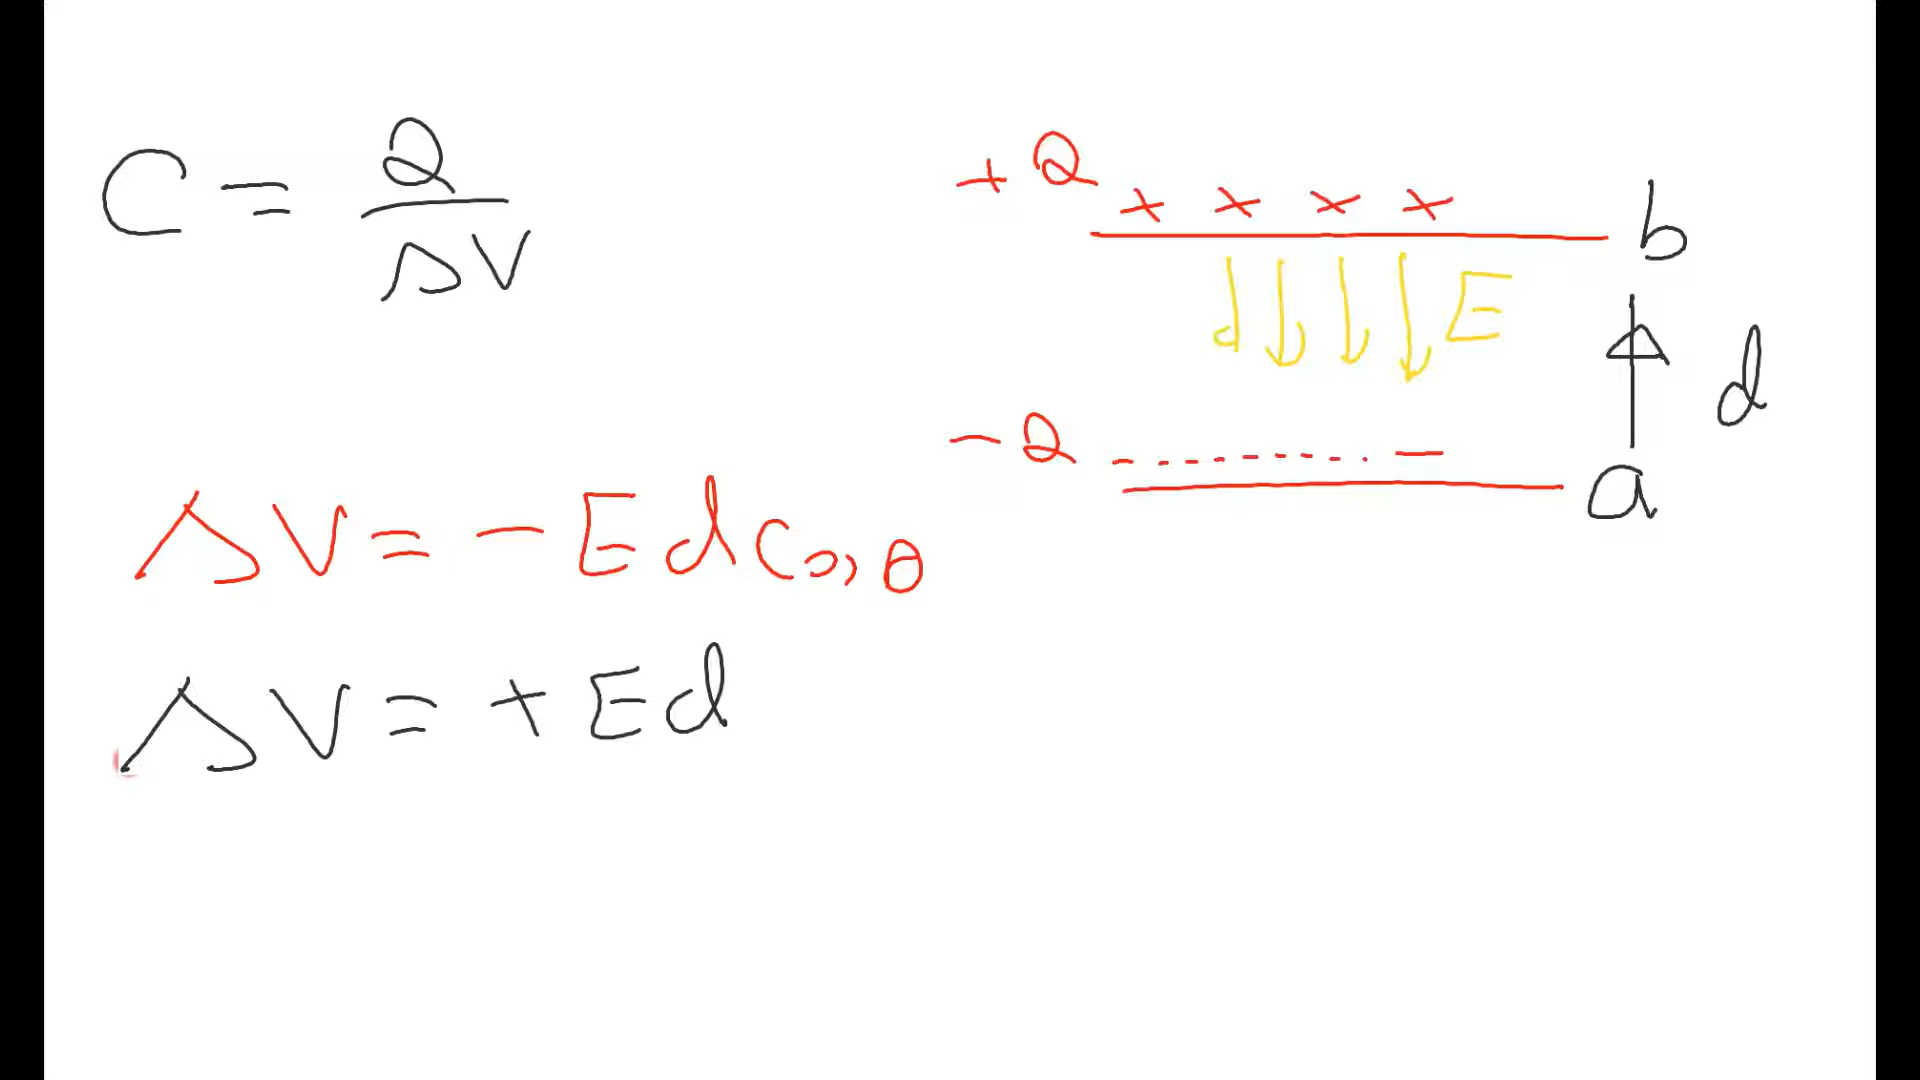 C = Q / ΔV
+Q + + + +
b
E
d
-Q - - - - - - - - - -
a
ΔV = - Ed Cos θ
ΔV = + Ed